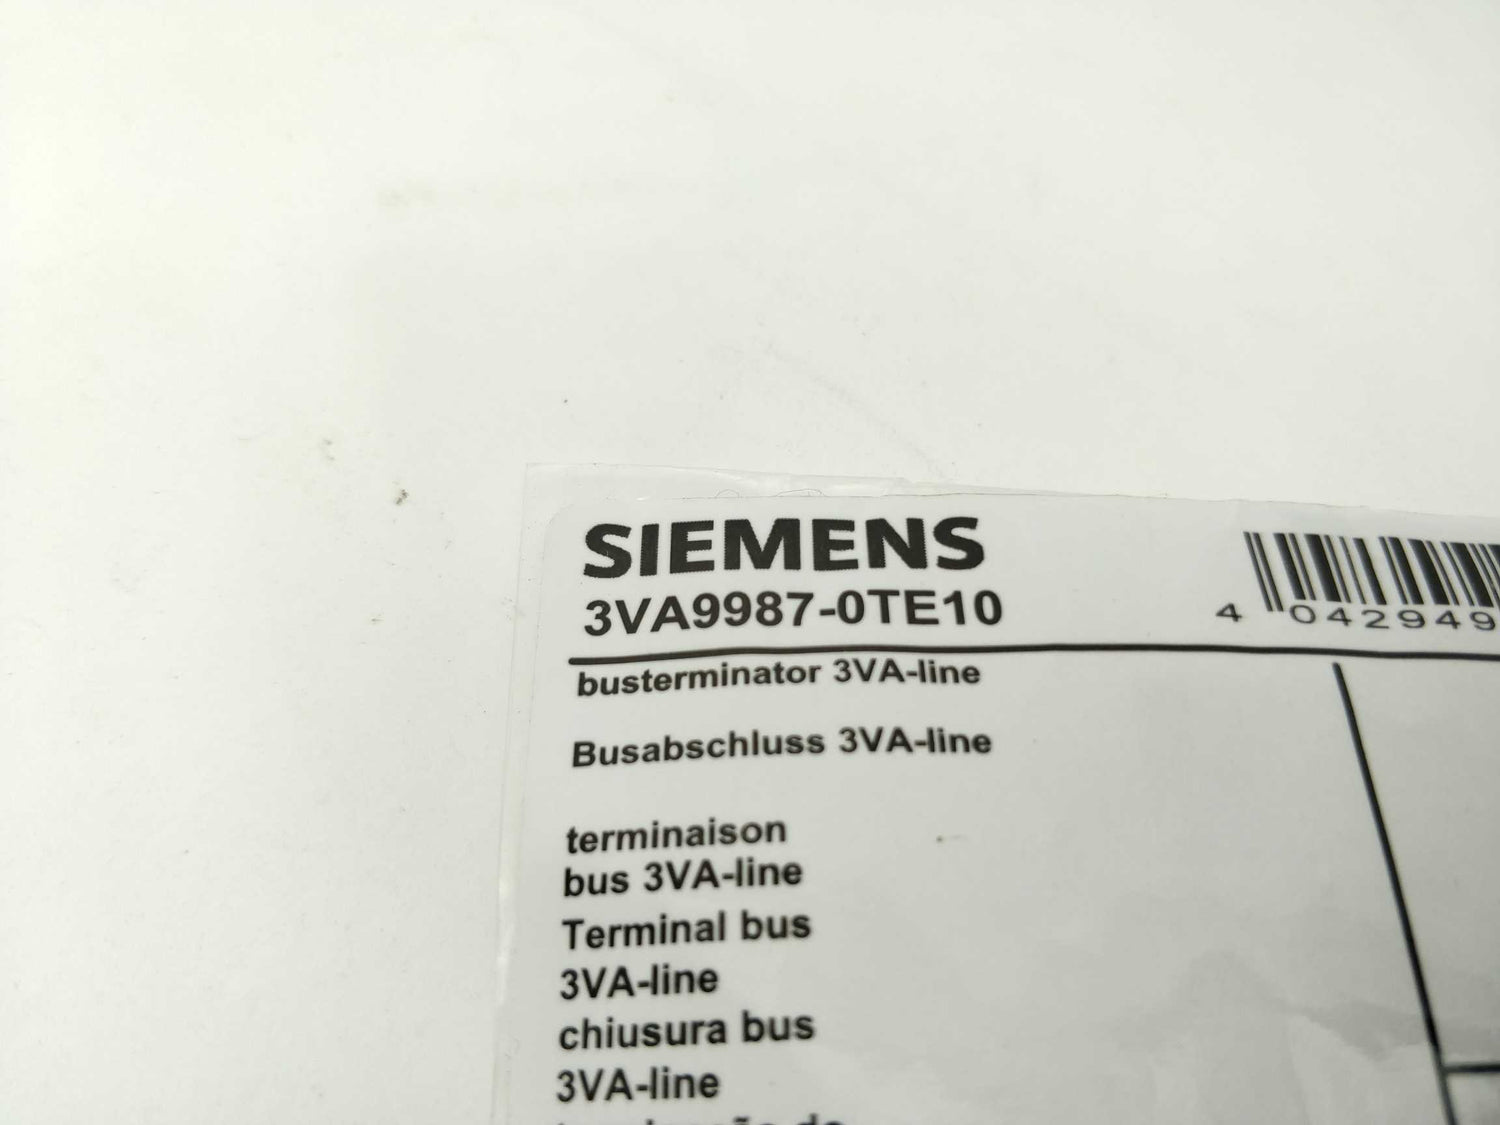 SIEMENS
3VA9987-0TE10
4 042949
busterminator 3VA-line
Busabschluss 3VA-line
terminaison
bus 3VA-line
Terminal bus
3VA-line
chiusura bus
3VA-line